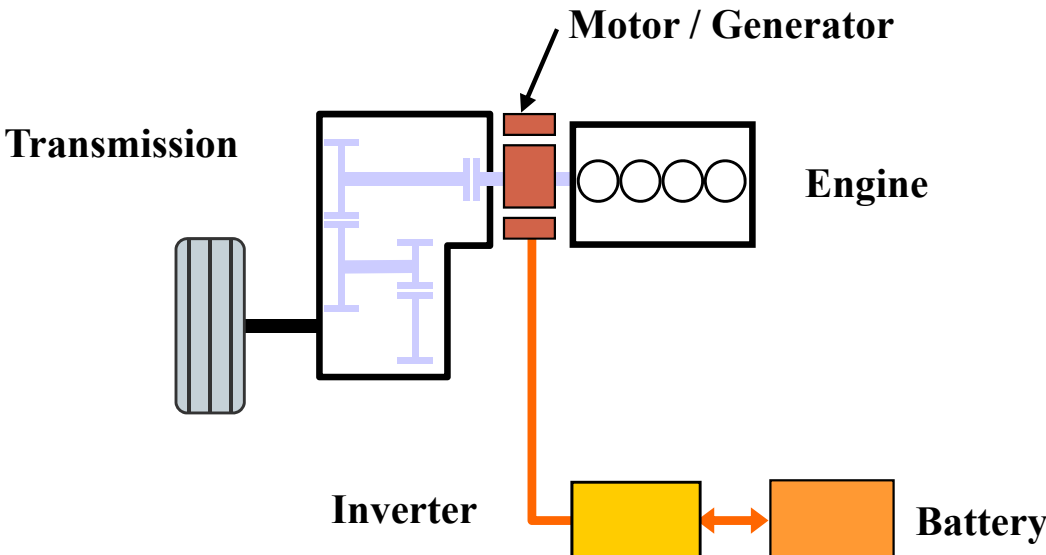 Motor / Generator
Transmission
Engine
Inverter
Battery